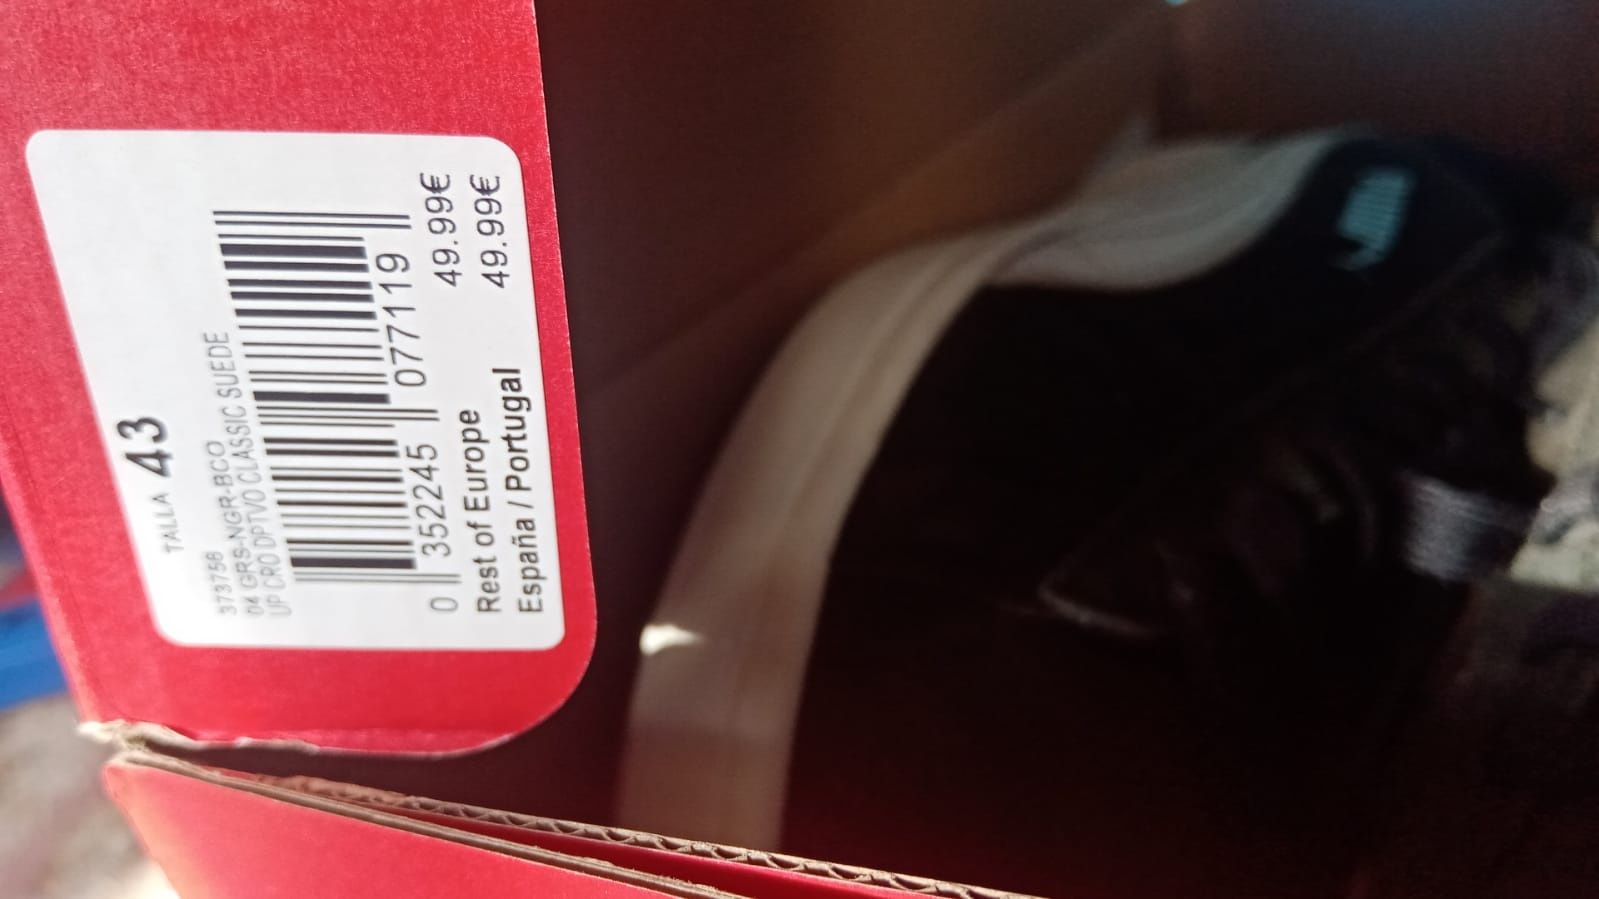 TALLA 43
373756
04 GRS-NGR-BCO
UP CRO DPTVO CLASSIC SUEDE
0 352245 077119
Rest of Europe 49.99€
España / Portugal 49.99€